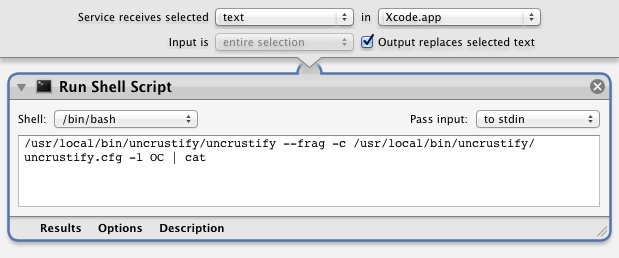 Service receives selected text in Xcode.app
Input is entire selection Output replaces selected text
Run Shell Script
Shell: /bin/bash Pass input: to stdin
/usr/local/bin/uncrustify/uncrustify --frag -c /usr/local/bin/uncrustify/
uncrustify.cfg -l OC | cat
Results Options Description